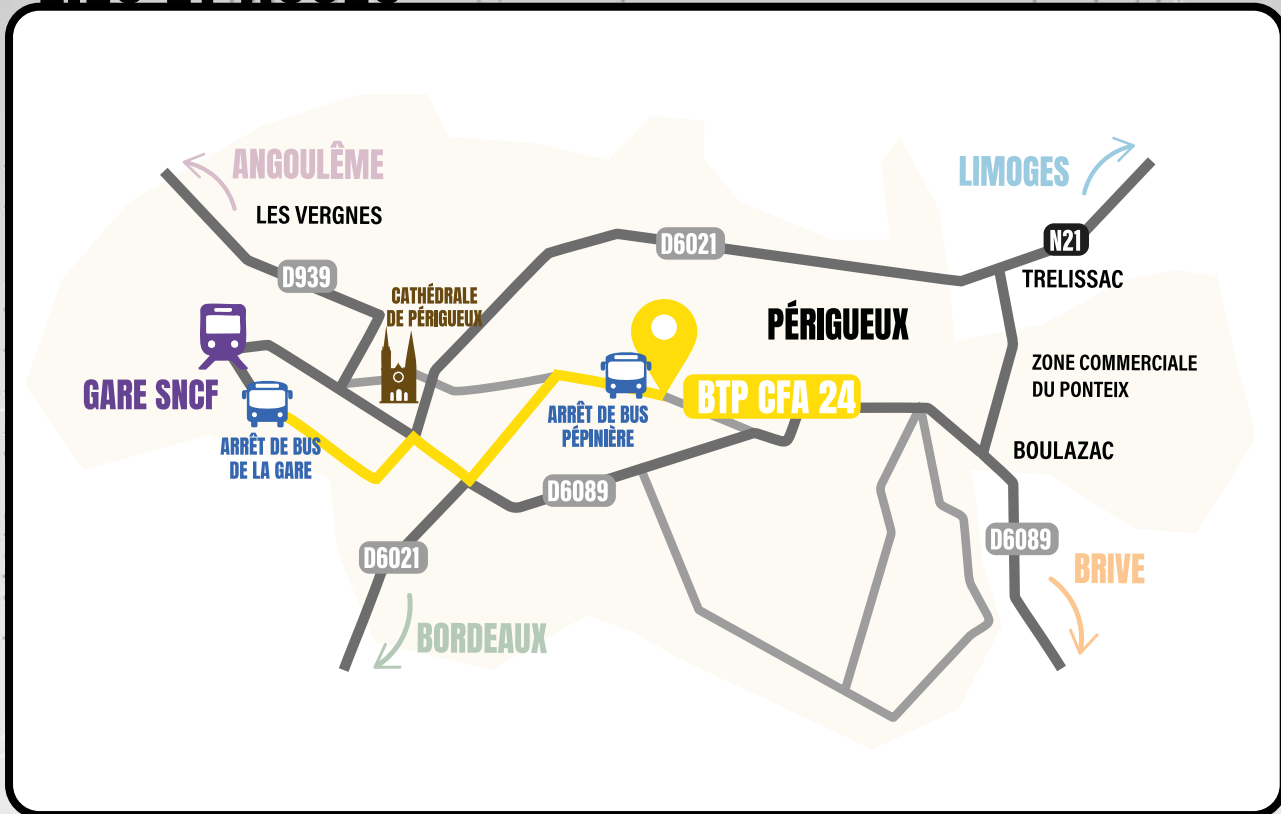 ANGOULÊME
LIMOGES
LES VERGNES
N21
D6021
D939
TRELISSAC
CATHÉDRALE
DE PÉRIGUEUX
PÉRIGUEUX
ZONE COMMERCIALE
DU PONTEIX
GARE SNCF
BTP CFA 24
ARRÊT DE BUS
PÉPINIÈRE
ARRÊT DE BUS
DE LA GARE
BOULAZAC
D6089
D6089
D6021
BRIVE
BORDEAUX